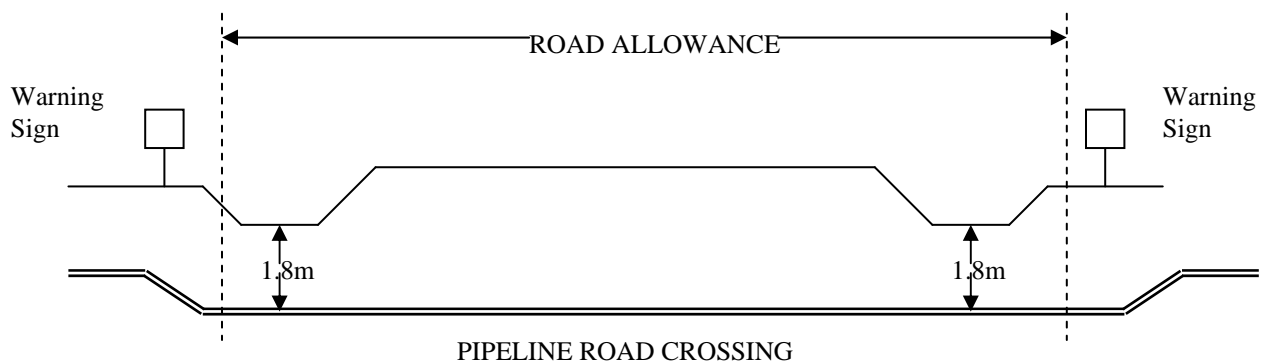 ROAD ALLOWANCE
Warning
Sign
Warning
Sign
1.8m
1.8m
PIPELINE ROAD CROSSING